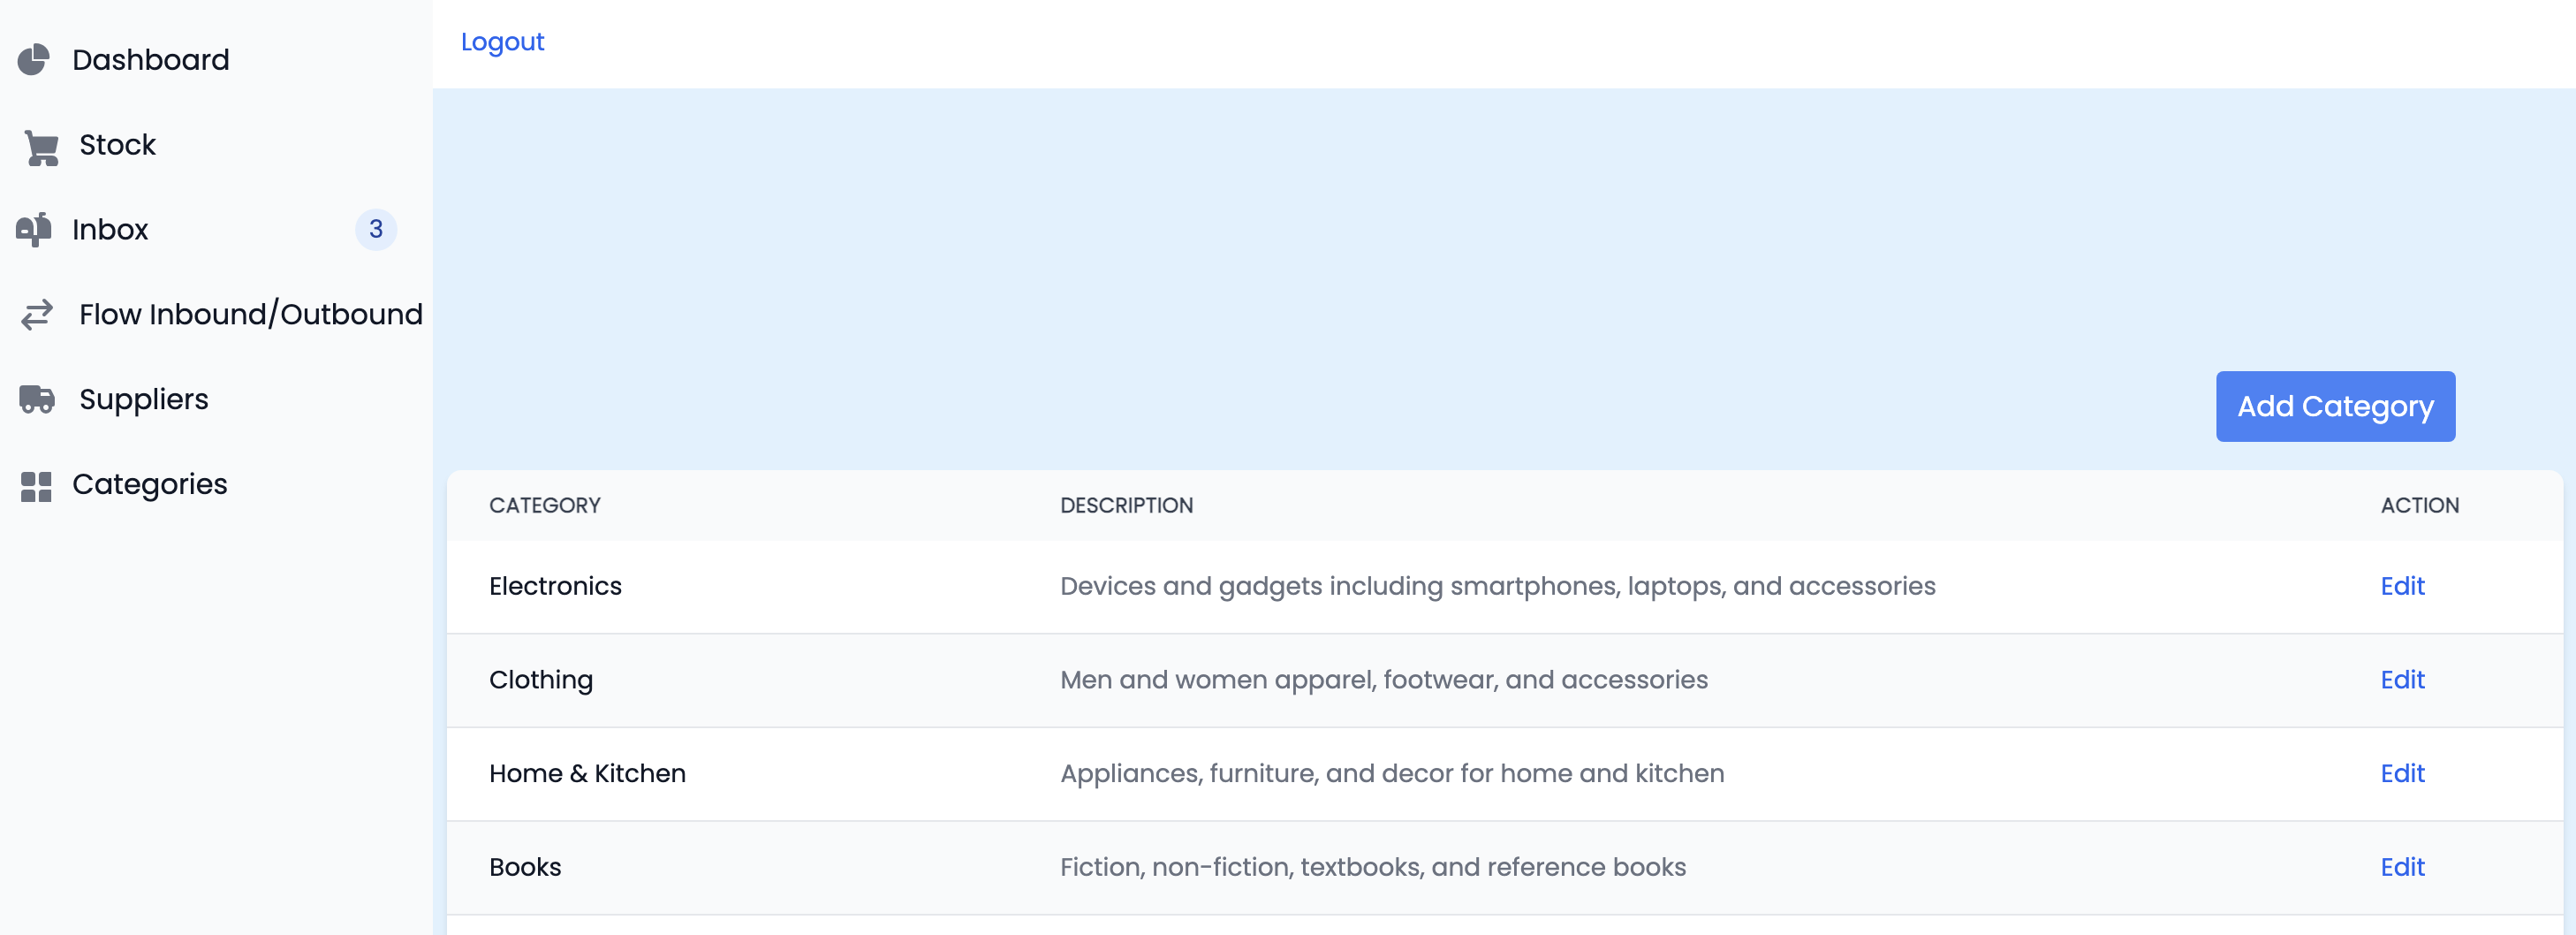 Dashboard
Stock
Inbox 3
Flow Inbound/Outbound
Suppliers
Categories
Logout
Add Category
CATEGORY DESCRIPTION ACTION
Electronics Devices and gadgets including smartphones, laptops, and accessories Edit
Clothing Men and women apparel, footwear, and accessories Edit
Home & Kitchen Appliances, furniture, and decor for home and kitchen Edit
Books Fiction, non-fiction, textbooks, and reference books Edit